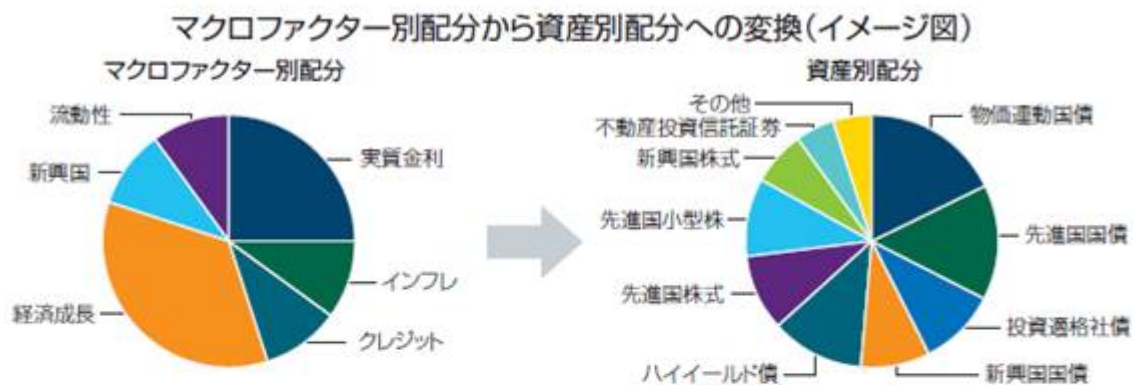 マクロファクター別配分から資産別配分への変換(イメージ図)
マクロファクター別配分
流動性
新興国
経済成長
実質金利
インフレ
クレジット
資産別配分
その他
不動産投資信託証券
新興国株式
先進国小型株
先進国株式
ハイイールド債
物価連動国債
先進国国債
投資適格社債
新興国国債